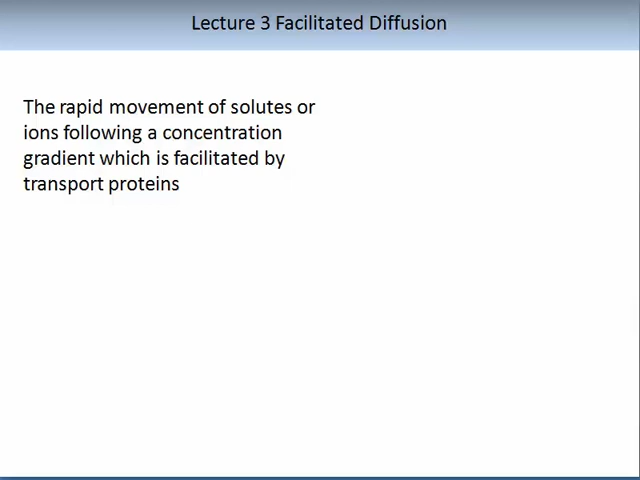 Lecture 3 Facilitated Diffusion
The rapid movement of solutes or
ions following a concentration
gradient which is facilitated by
transport proteins